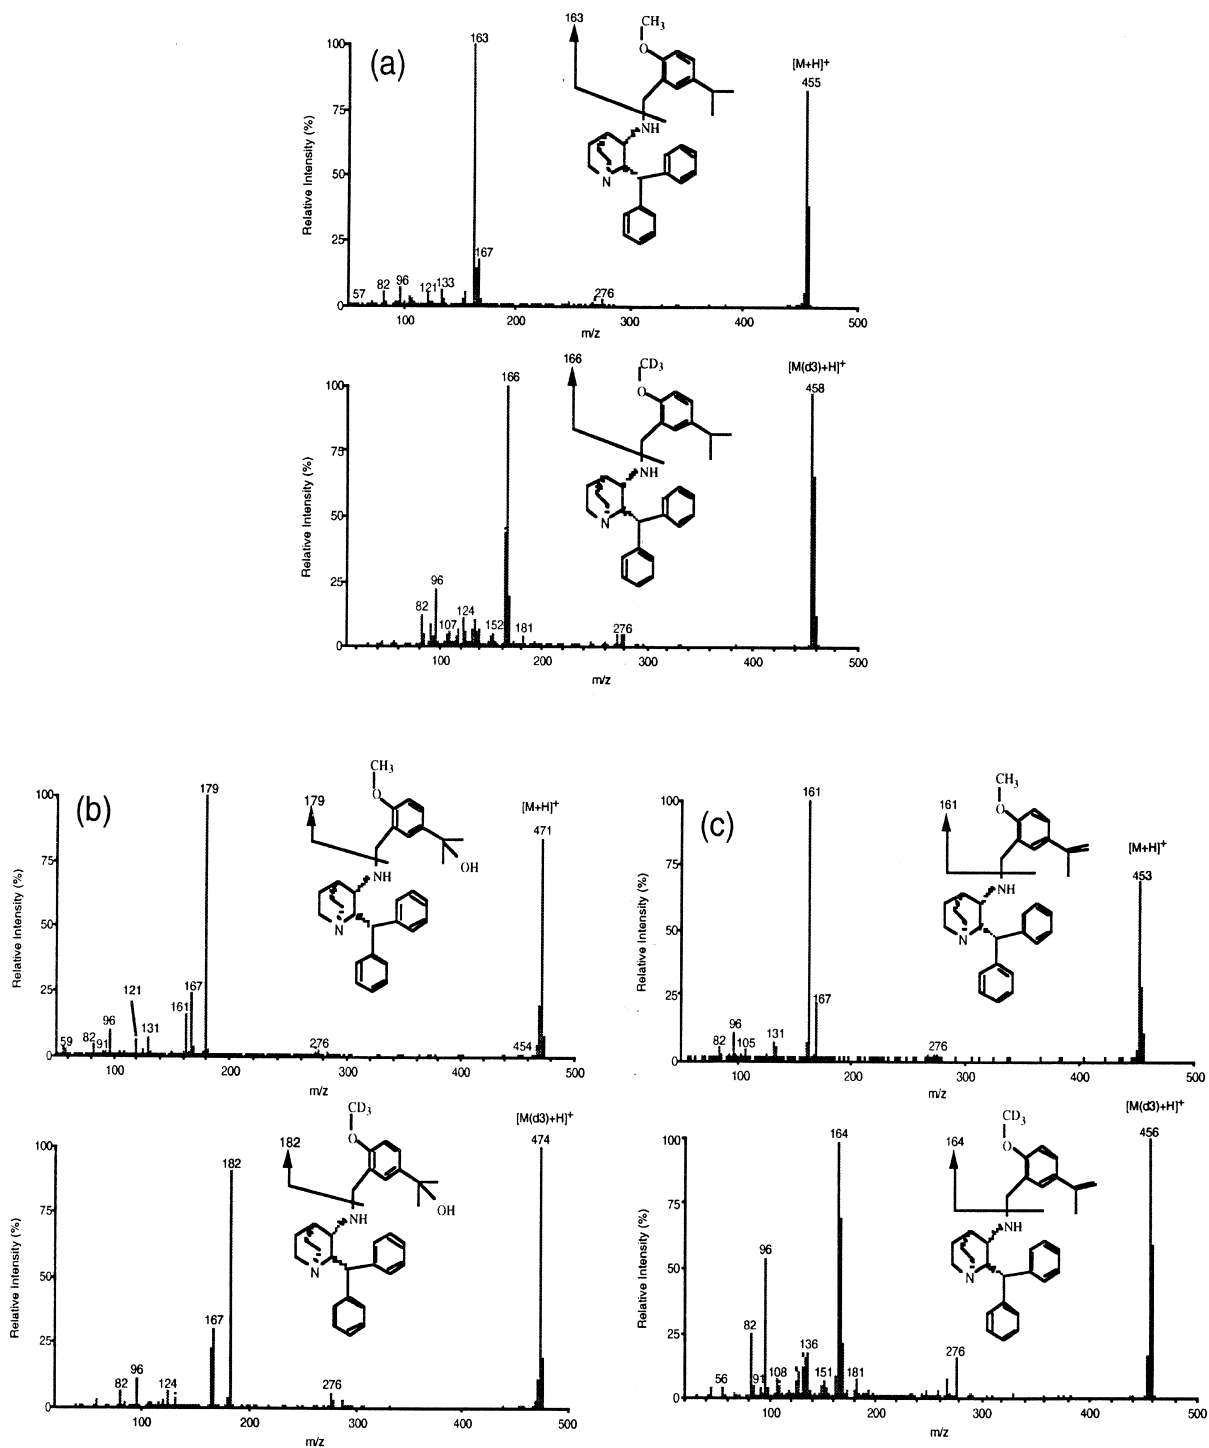 (a)
163
CH₃
O
163
[M+H]⁺
455
100
75
50
25
0
Relative Intensity (%)
NH
N
57
82
96
121
133
167
276
100
200
300
400
500
m/z
166
CD₃
O
166
[M(d3)+H]⁺
458
100
75
50
25
0
Relative Intensity (%)
NH
N
82
96
107
124
152
181
276
100
200
300
400
500
m/z
(b)
CH₃
O
179
179
[M+H]⁺
471
100
75
50
25
0
Relative Intensity (%)
OH
NH
N
59
82
91
96
121
131
161
167
276
454
100
200
300
400
500
m/z
CD₃
O
182
182
[M(d3)+H]⁺
474
100
75
50
25
0
Relative Intensity (%)
OH
NH
N
82
96
124
167
276
100
200
300
400
500
m/z
(c)
CH₃
O
161
161
[M+H]⁺
453
100
75
50
25
0
Relative Intensity (%)
NH
N
82
96
105
131
167
276
100
200
300
400
500
m/z
CD₃
O
164
164
[M(d3)+H]⁺
456
100
75
50
25
0
Relative Intensity (%)
NH
N
56
82
91
96
108
136
151
181
276
100
200
300
400
500
m/z